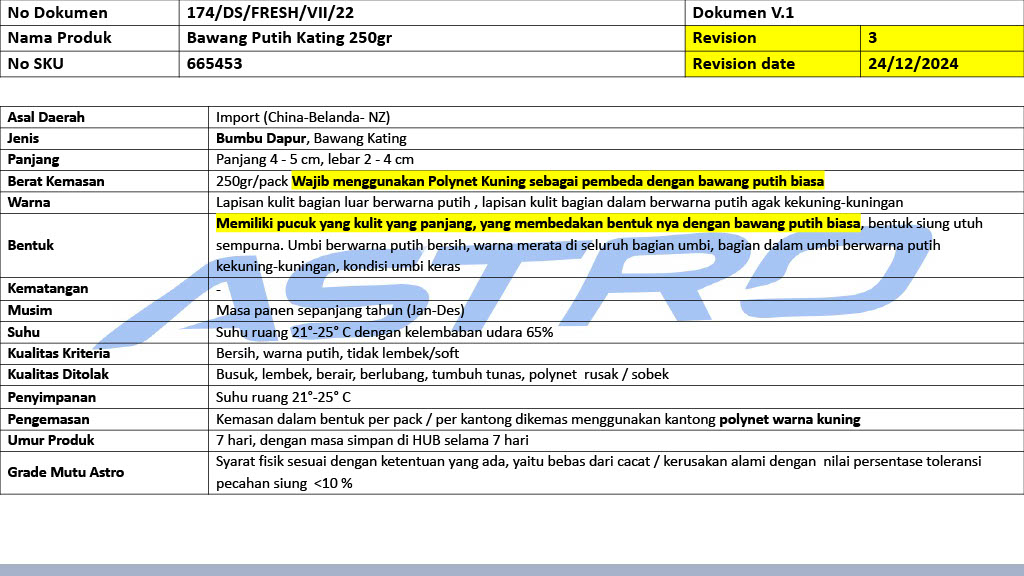 No Dokumen 174/DS/FRESH/VII/22 Dokumen V.1
Nama Produk Bawang Putih Kating 250gr Revision 3
No SKU 665453 Revision date 24/12/2024
Asal Daerah Import (China-Belanda- NZ)
Jenis Bumbu Dapur, Bawang Kating
Panjang Panjang 4 - 5 cm, lebar 2 - 4 cm
Berat Kemasan 250gr/pack Wajib menggunakan Polynet Kuning sebagai pembeda dengan bawang putih biasa
Warna Lapisan kulit bagian luar berwarna putih , lapisan kulit bagian dalam berwarna putih agak kekuning-kuningan
Bentuk Memiliki pucuk yang kulit yang panjang, yang membedakan bentuk nya dengan bawang putih biasa, bentuk siung utuh
sempurna. Umbi berwarna putih bersih, warna merata di seluruh bagian umbi, bagian dalam umbi berwarna putih
kekuning-kuningan, kondisi umbi keras
Kematangan -
Musim Masa panen sepanjang tahun (Jan-Des)
Suhu Suhu ruang 21°-25° C dengan kelembaban udara 65%
Kualitas Kriteria Bersih, warna putih, tidak lembek/soft
Kualitas Ditolak Busuk, lembek, berair, berlubang, tumbuh tunas, polynet rusak / sobek
Penyimpanan Suhu ruang 21°-25° C
Pengemasan Kemasan dalam bentuk per pack / per kantong dikemas menggunakan kantong polynet warna kuning
Umur Produk 7 hari, dengan masa simpan di HUB selama 7 hari
Grade Mutu Astro Syarat fisik sesuai dengan ketentuan yang ada, yaitu bebas dari cacat / kerusakan alami dengan nilai persentase toleransi
pecahan siung <10 %
ASTRO